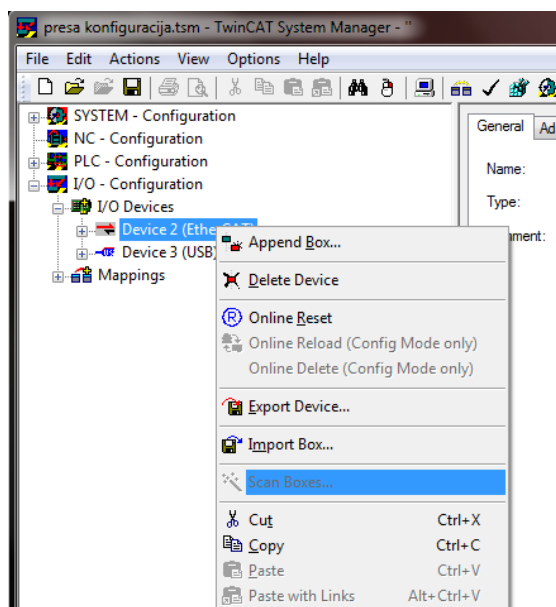 presa konfiguracija.tsm - TwinCAT System Manager - ''
File Edit Actions View Options Help
SYSTEM - Configuration
NC - Configuration
PLC - Configuration
I/O - Configuration
I/O Devices
Device 2 (EtherCAT)
Device 3 (USB)
Mappings
General Ad
Name:
Type:
mment:
Append Box...
Delete Device
Online Reset
Online Reload (Config Mode only)
Online Delete (Config Mode only)
Export Device...
Import Box...
Scan Boxes...
Cut Ctrl+X
Copy Ctrl+C
Paste Ctrl+V
Paste with Links Alt+Ctrl+V